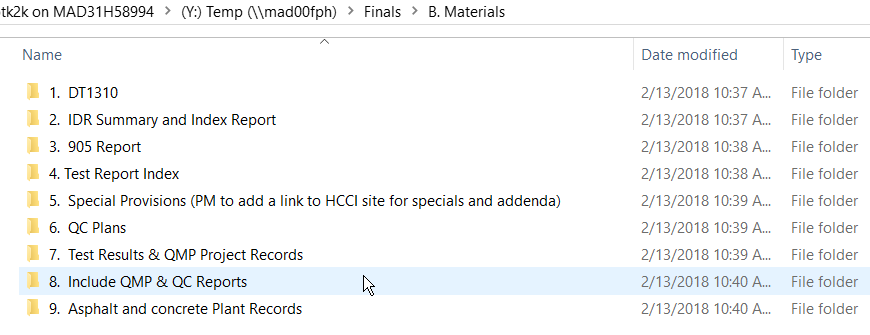 tk2k on MAD31H58994 > (Y:) Temp (\\mad00fph) > Finals > B. Materials
Name Date modified Type
1. DT1310 2/13/2018 10:37 A... File folder
2. IDR Summary and Index Report 2/13/2018 10:37 A... File folder
3. 905 Report 2/13/2018 10:38 A... File folder
4. Test Report Index 2/13/2018 10:38 A... File folder
5. Special Provisions (PM to add a link to HCCI site for specials and addenda) 2/13/2018 10:39 A... File folder
6. QC Plans 2/13/2018 10:39 A... File folder
7. Test Results & QMP Project Records 2/13/2018 10:39 A... File folder
8. Include QMP & QC Reports 2/13/2018 10:40 A... File folder
9. Asphalt and concrete Plant Records 2/13/2018 10:40 A... File folder